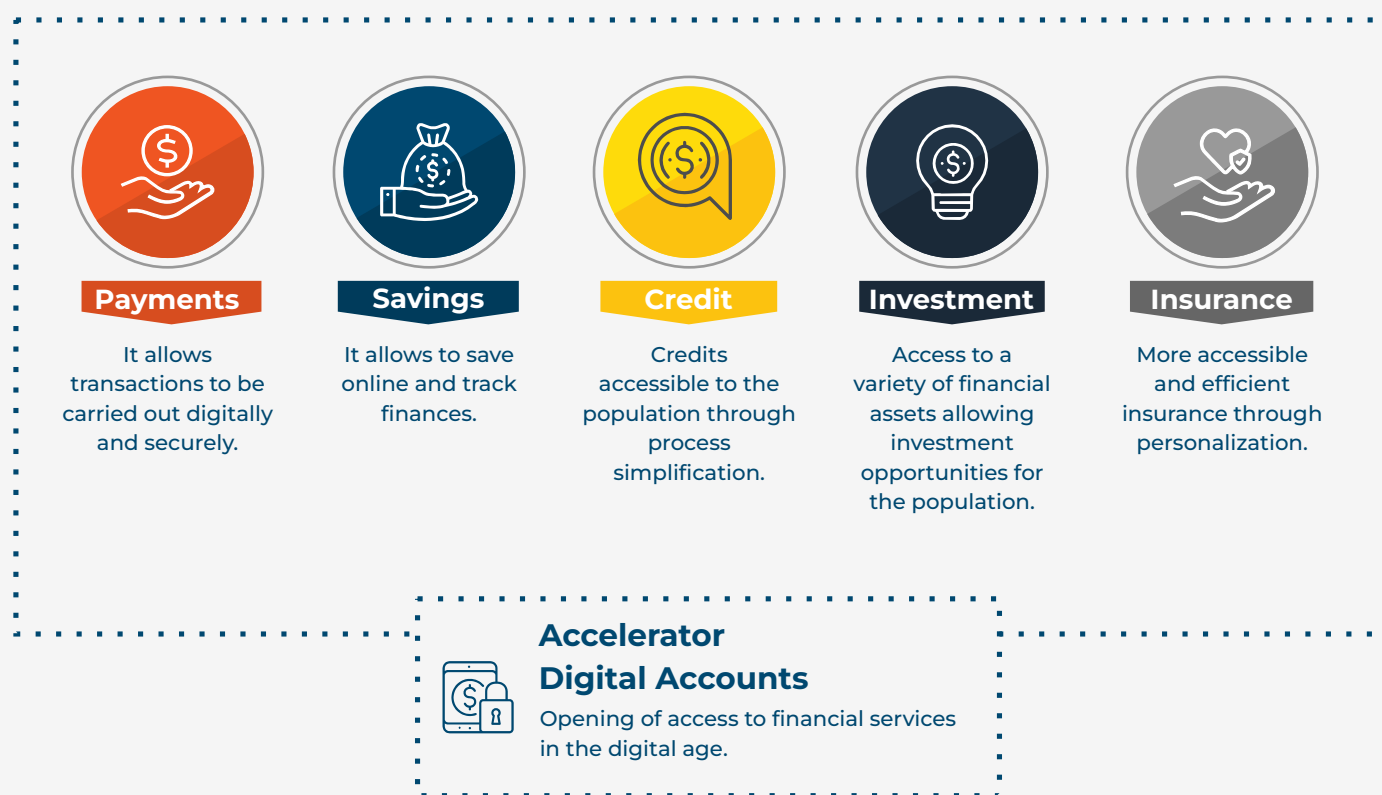 Payments
It allows
transactions to be
carried out digitally
and securely.
Savings
It allows to save
online and track
finances.
Credit
Credits
accessible to the
population through
process
simplification.
Investment
Access to a
variety of financial
assets allowing
investment
opportunities for
the population.
Insurance
More accessible
and efficient
insurance through
personalization.
Accelerator
Digital Accounts
Opening of access to financial services
in the digital age.